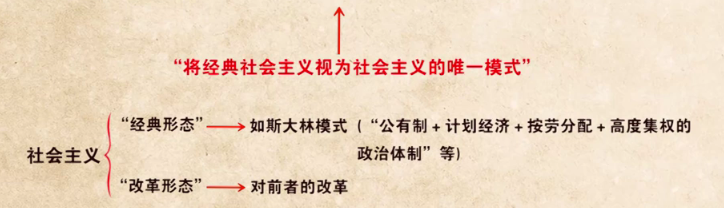 “将经典社会主义视为社会主义的唯一模式”
“经典形态” 如斯大林模式（“公有制+计划经济+按劳分配+高度集权的
政治体制”等)
社会主义
“改革形态” 对前者的改革